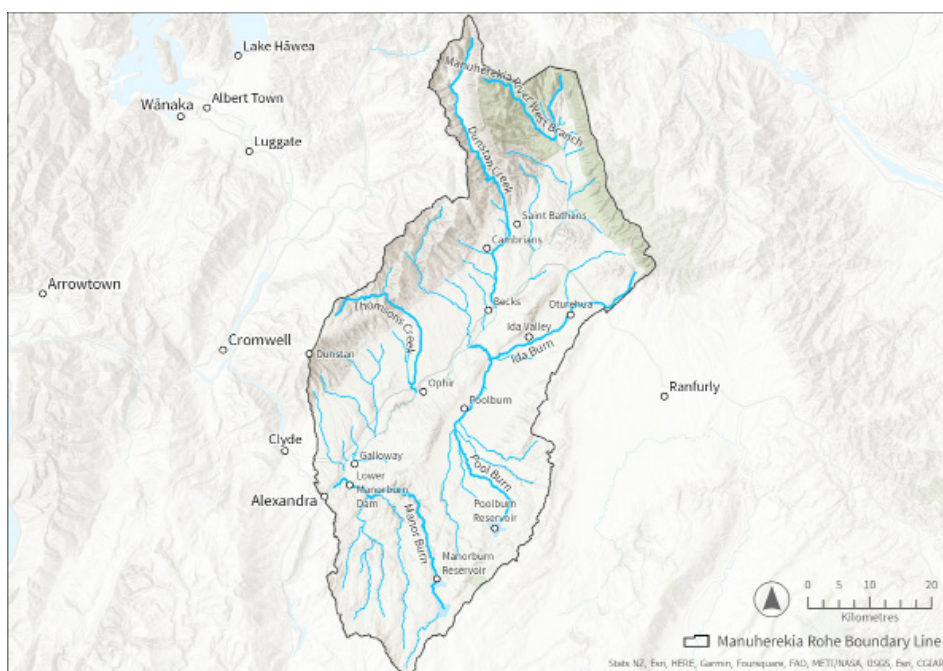 Lake Hāwea
Albert Town
Wānaka
Luggate
Manuherekia River West Branch
Dunstan Creek
Saint Bathans
Cambrians
Arrowtown
Becks
Oturehua
Thomsons Creek
Ida Valley
Cromwell
Dunstan
Ida Burn
Ophir
Ranfurly
Poolburn
Clyde
Galloway
Pool Burn
Lower
Manorburn
Dam
Alexandra
Poolburn
Reservoir
Manor Burn
Manorburn
Reservoir
0 5 10 20
Kilometres
Manuherekia Rohe Boundary Line
Stats NZ, Esri, HERE, Garmin, Foursquare, FAO, METI/NASA, USGS, Esri, CGIAR